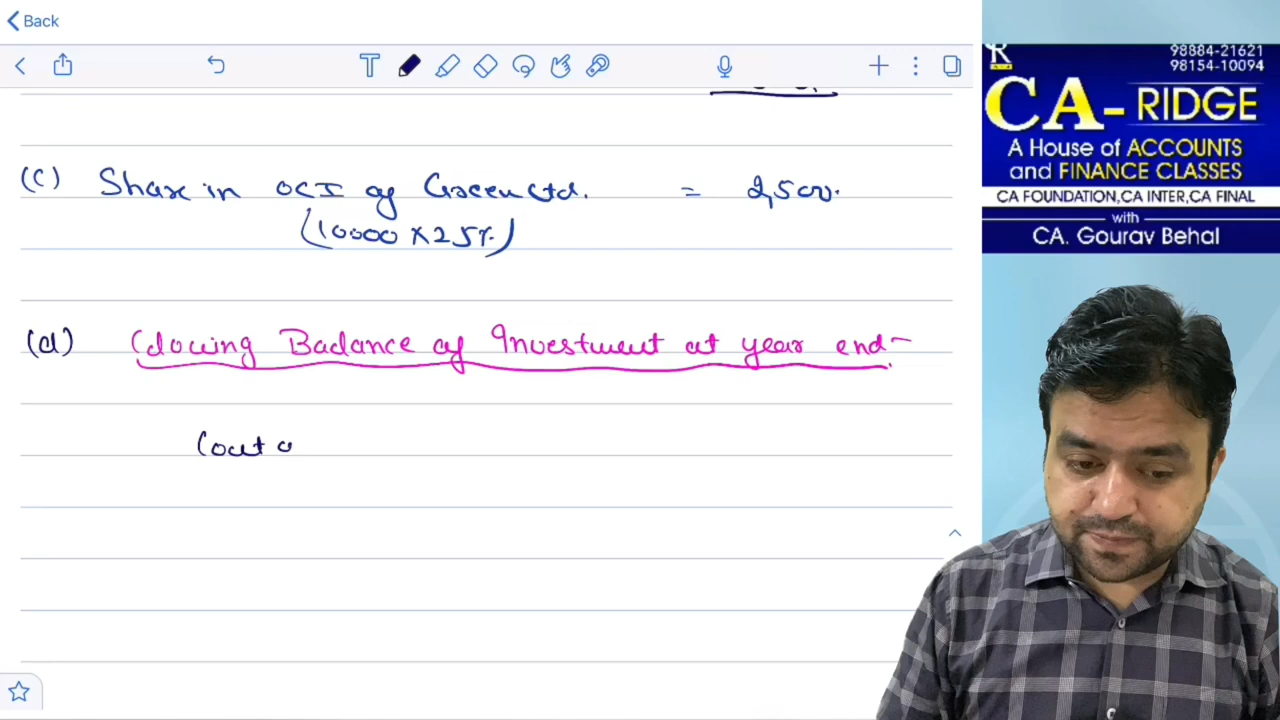 Back
T
98884-21621
98154-10094
CA- RIDGE
A House of ACCOUNTS
and FINANCE CLASSES
CA FOUNDATION,CA INTER,CA FINAL
with
CA. Gourav Behal
(c) Share in OCI of Green Ltd. = 2,500.
(10000 × 25%)
(d) Closing Balance of Investment at year end-
Cost o